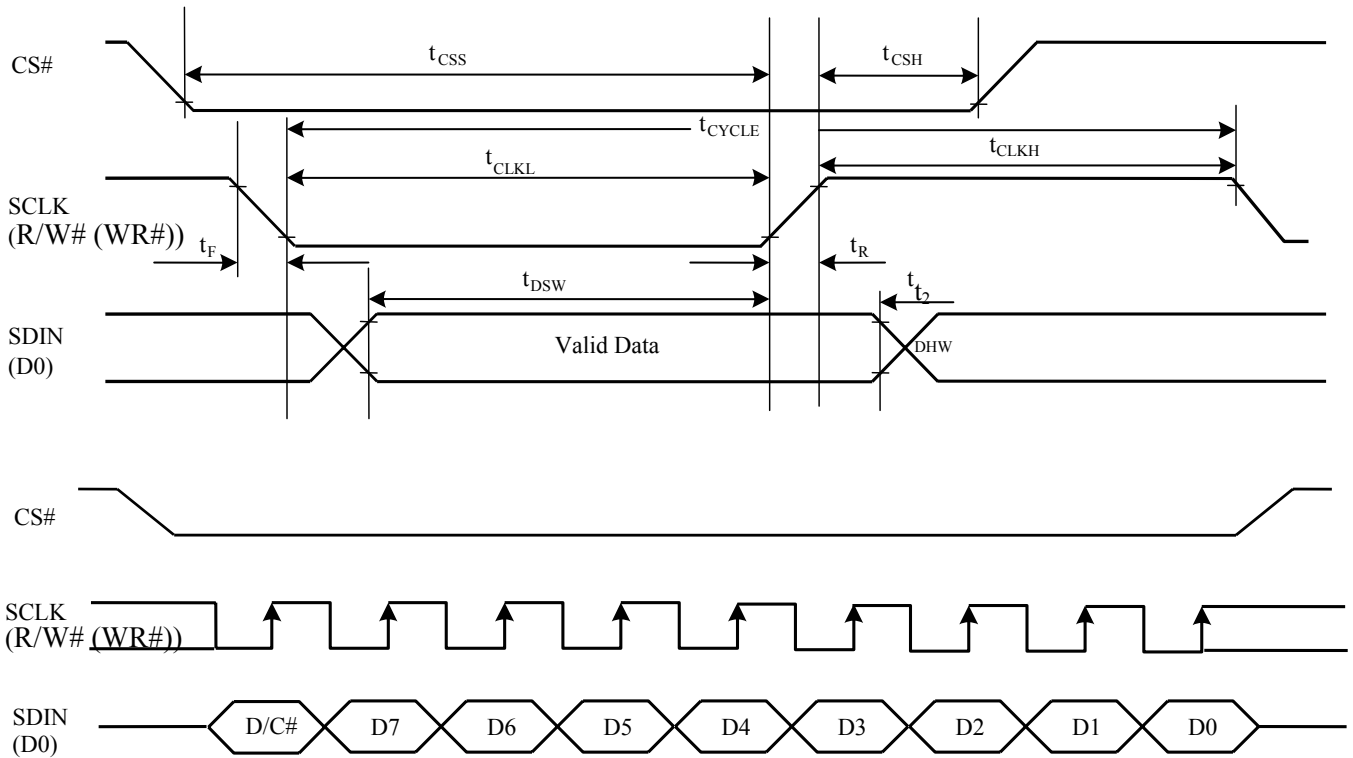 CS#
tCSS
tCSH
tCYCLE
tCLKL
tCLKH
SCLK
(R/W# (WR#))
tF
tR
tDSW
t
t2
SDIN
(D0)
Valid Data
DHW
CS#
SCLK
(R/W# (WR#))
SDIN
(D0)
D/C# D7 D6 D5 D4 D3 D2 D1 D0